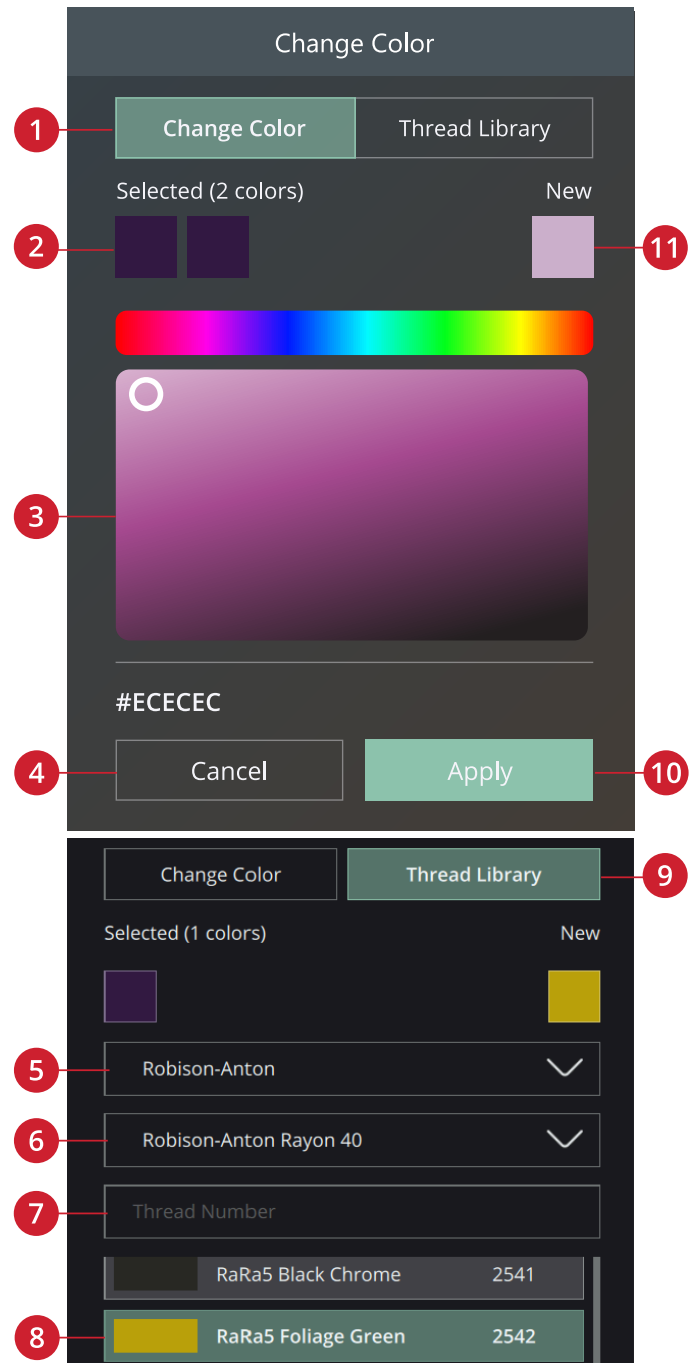 Change Color
1 Change Color Thread Library
Selected (2 colors) New
2 11
3
#ECECEC
4 Cancel Apply 10
Change Color Thread Library 9
Selected (1 colors) New
5 Robison-Anton
6 Robison-Anton Rayon 40
7 Thread Number
RaRa5 Black Chrome 2541
8 RaRa5 Foliage Green 2542